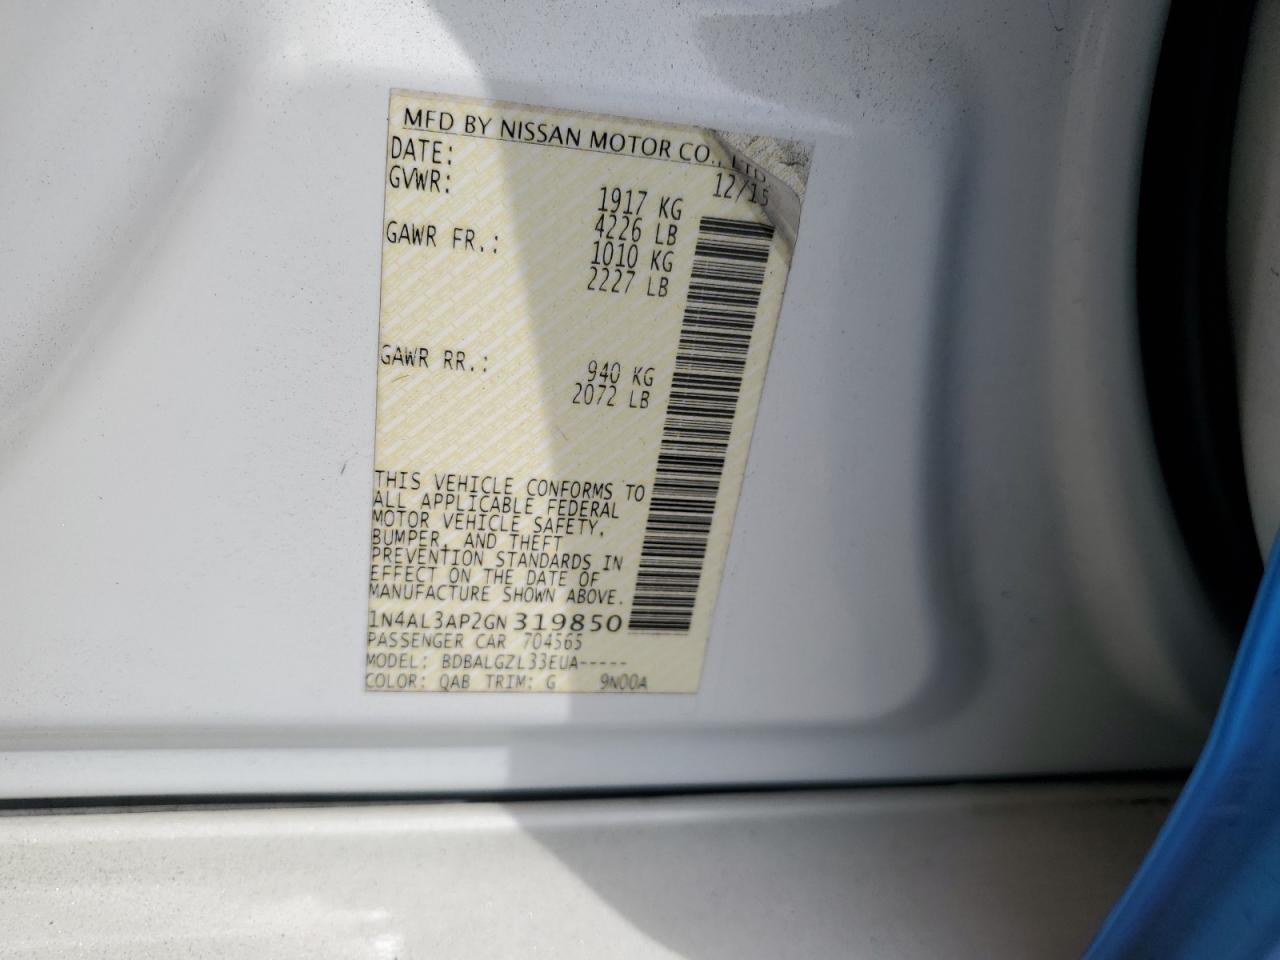 MFD BY NISSAN MOTOR CO., LTD.
DATE: 12/15
GVWR: 1917 KG
4226 LB
GAWR FR.: 1010 KG
2227 LB
GAWR RR.: 940 KG
2072 LB
THIS VEHICLE CONFORMS TO
ALL APPLICABLE FEDERAL
MOTOR VEHICLE SAFETY,
BUMPER, AND THEFT
PREVENTION STANDARDS IN
EFFECT ON THE DATE OF
MANUFACTURE SHOWN ABOVE.
1N4AL3AP2GN319850
PASSENGER CAR 704565
MODEL: BDBALGZL33EUA-----
COLOR: QAB TRIM: G 9N00A